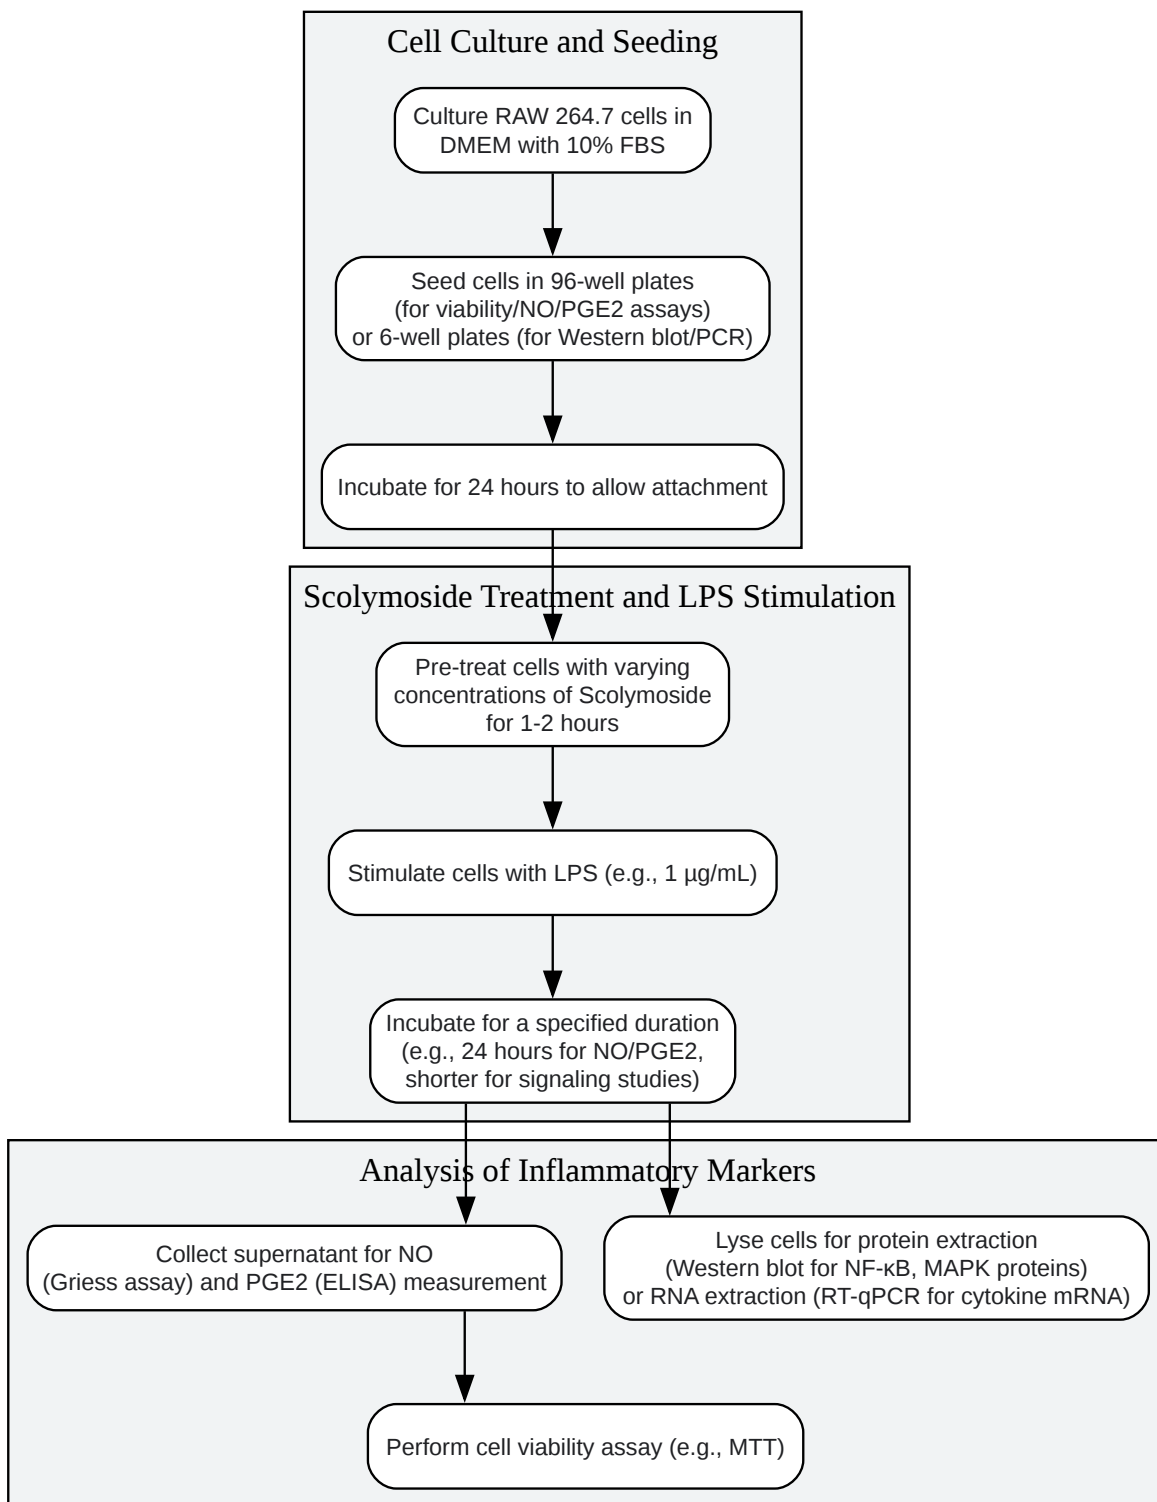 Cell Culture and Seeding
Culture RAW 264.7 cells in
DMEM with 10% FBS
Seed cells in 96-well plates
(for viability/NO/PGE2 assays)
or 6-well plates (for Western blot/PCR)
Incubate for 24 hours to allow attachment
Scolymoside Treatment and LPS Stimulation
Pre-treat cells with varying
concentrations of Scolymoside
for 1-2 hours
Stimulate cells with LPS (e.g., 1 µg/mL)
Incubate for a specified duration
(e.g., 24 hours for NO/PGE2,
shorter for signaling studies)
Analysis of Inflammatory Markers
Collect supernatant for NO
(Griess assay) and PGE2 (ELISA) measurement
Lyse cells for protein extraction
(Western blot for NF-κB, MAPK proteins)
or RNA extraction (RT-qPCR for cytokine mRNA)
Perform cell viability assay (e.g., MTT)